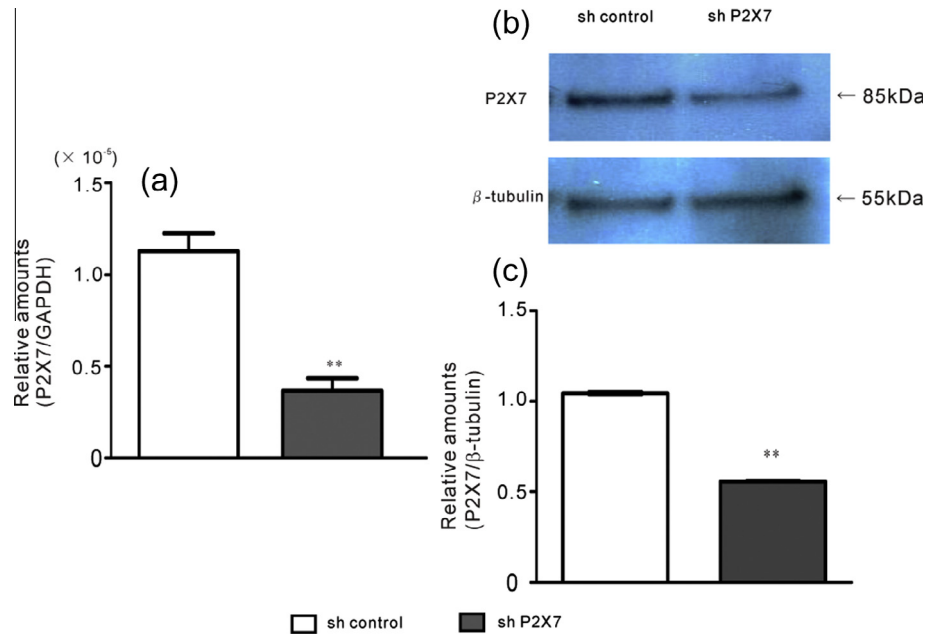 (a)
(× 10⁻⁵)
Relative amounts
(P2X7/GAPDH)
1.5
1.0
0.5
0
**
(b)
sh control
sh P2X7
P2X7
← 85kDa
β-tubulin
← 55kDa
(c)
Relative amounts
(P2X7/β-tubulin)
1.5
1.0
0.5
0
**
sh control
sh P2X7